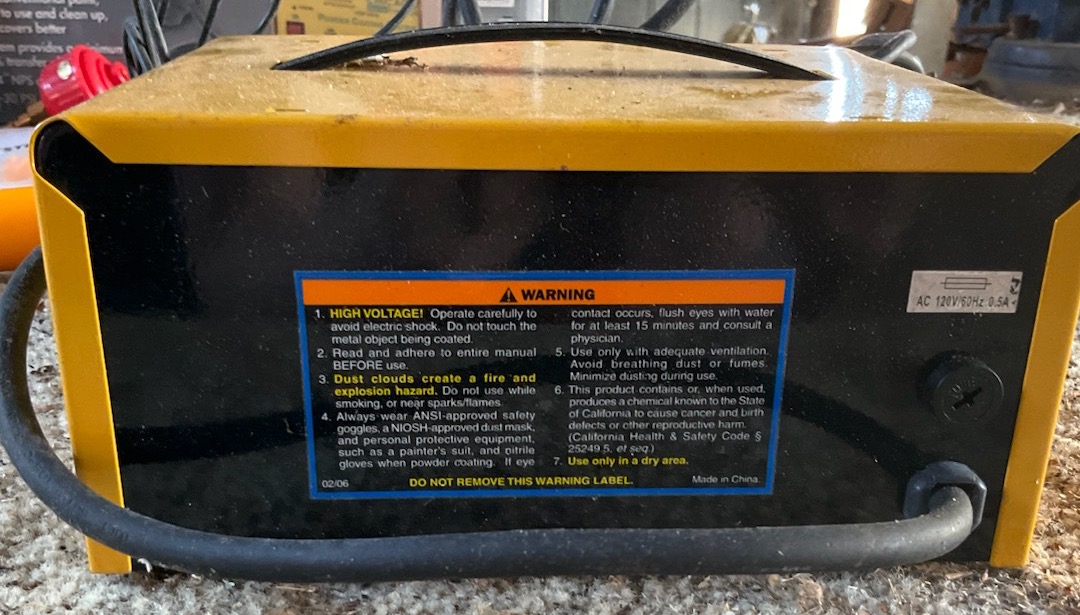 to use and clean up,
covers better
WARNING
1. HIGH VOLTAGE! Operate carefully to
avoid electric shock. Do not touch the
metal object being coated.
2. Read and adhere to entire manual
BEFORE use.
3. Dust clouds create a fire and
explosion hazard. Do not use while
smoking, or near sparks/flames.
4. Always wear ANSI-approved safety
goggles, a NIOSH-approved dust mask,
and personal protective equipment,
such as a painter's suit, and nitrile
gloves when powder coating. If eye
contact occurs, flush eyes with water
for at least 15 minutes and consult a
physician.
5. Use only with adequate ventilation.
Avoid breathing dust or fumes.
Minimize dusting during use.
6. This product contains or, when used,
produces a chemical known to the State
of California to cause cancer and birth
defects or other reproductive harm.
(California Health & Safety Code §
25249.5, et seq.)
7. Use only in a dry area.
02/06
DO NOT REMOVE THIS WARNING LABEL.
Made in China.
AC 120V/60Hz 0.5A